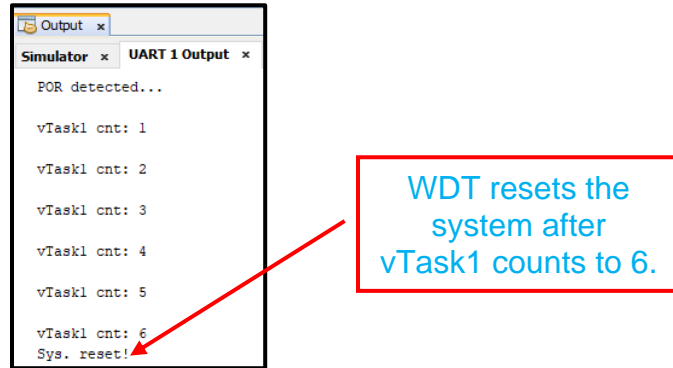 Output x
Simulator x UART 1 Output x
POR detected...
vTask1 cnt: 1
vTask1 cnt: 2
vTask1 cnt: 3
vTask1 cnt: 4
vTask1 cnt: 5
vTask1 cnt: 6
Sys. reset!
WDT resets the
system after
vTask1 counts to 6.